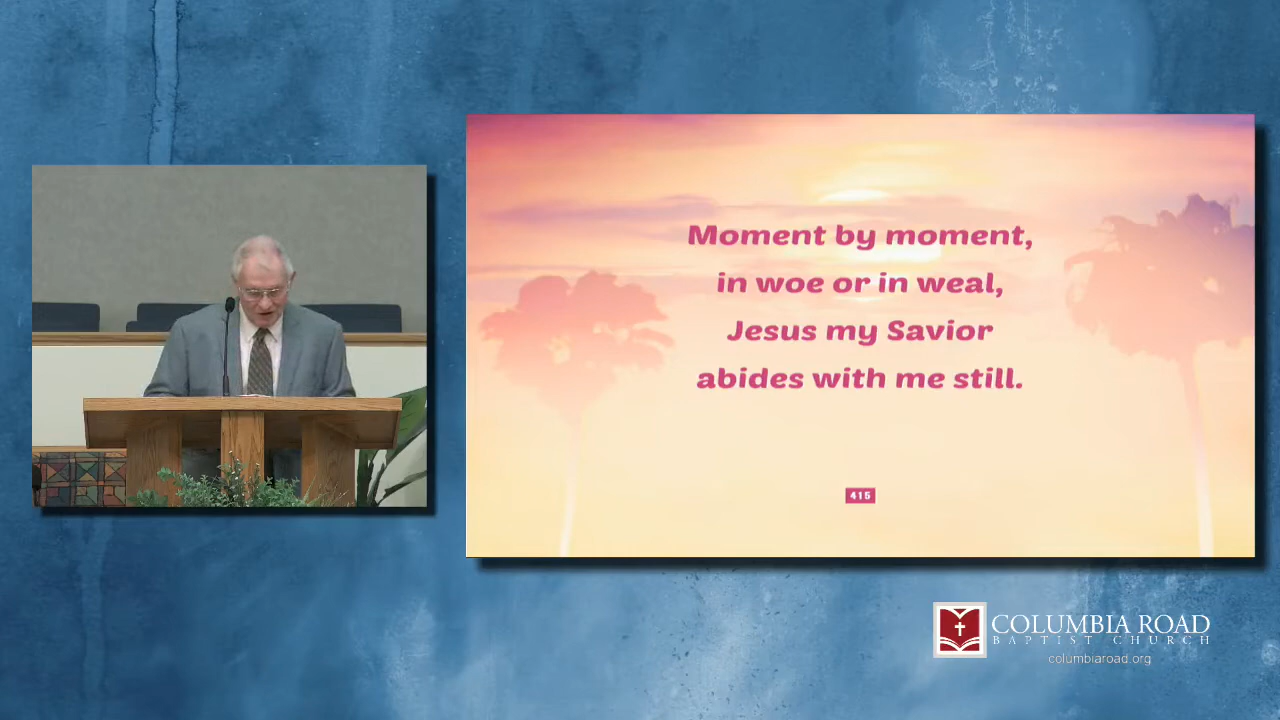 Moment by moment,
in woe or in weal,
Jesus my Savior
abides with me still.
415
COLUMBIA ROAD
BAPTIST CHURCH
columbiaroad.org